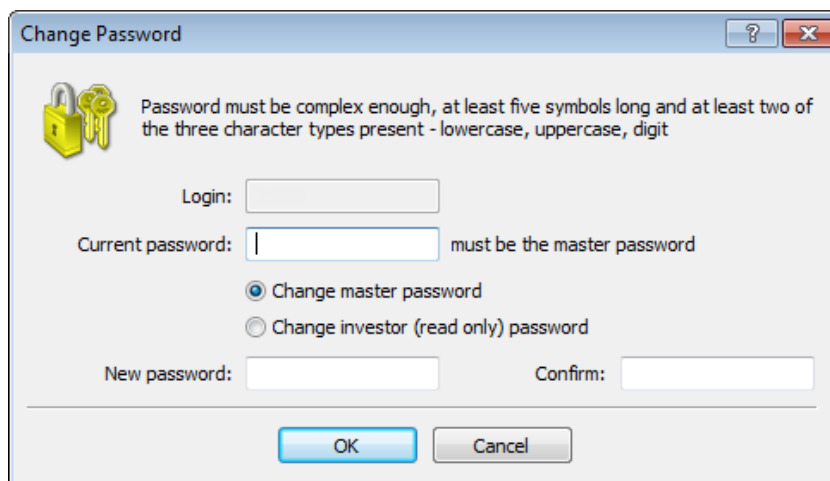 Change Password
?
Password must be complex enough, at least five symbols long and at least two of
the three character types present - lowercase, uppercase, digit
Login:
Current password: must be the master password
Change master password
Change investor (read only) password
New password: Confirm:
OK Cancel